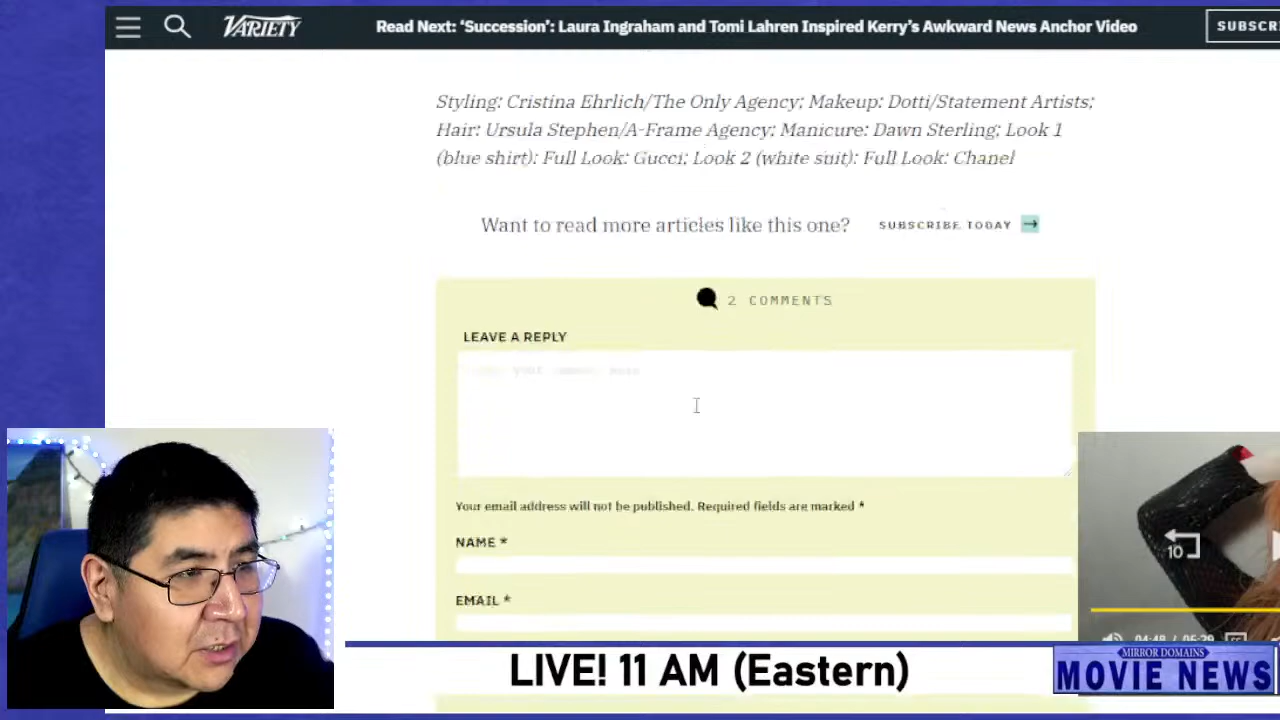 VARIETY
Read Next: 'Succession': Laura Ingraham and Tomi Lahren Inspired Kerry's Awkward News Anchor Video
SUBSCRI
Styling: Cristina Ehrlich/The Only Agency; Makeup: Dotti/Statement Artists;
Hair: Ursula Stephen/A-Frame Agency; Manicure: Dawn Sterling; Look 1
(blue shirt): Full Look: Gucci; Look 2 (white suit): Full Look: Chanel
Want to read more articles like this one? SUBSCRIBE TODAY →
2 COMMENTS
LEAVE A REPLY
your comment here
Your email address will not be published. Required fields are marked *
NAME *
EMAIL *
10
LIVE! 11 AM (Eastern)
MIRROR DOMAINS
MOVIE NEWS